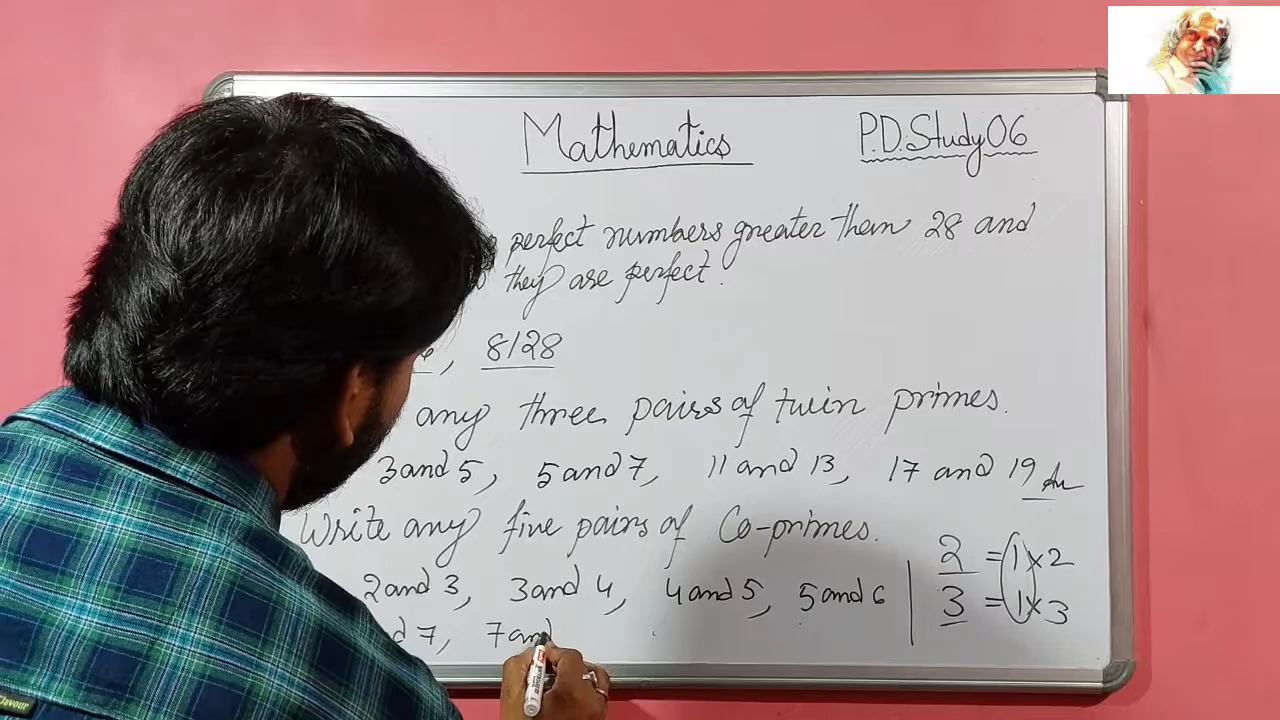 Mathematics
P.D.Study06
perfect numbers greater than 28 and
they are perfect.
, 8128
any three pairs of twin primes.
3 and 5, 5 and 7, 11 and 13, 17 and 19 An
Write any five pairs of Co-primes.
2 and 3, 3 and 4, 4 and 5, 5 and 6
2 = 1 x 2
3 = 1 x 3
d 7, 7 and